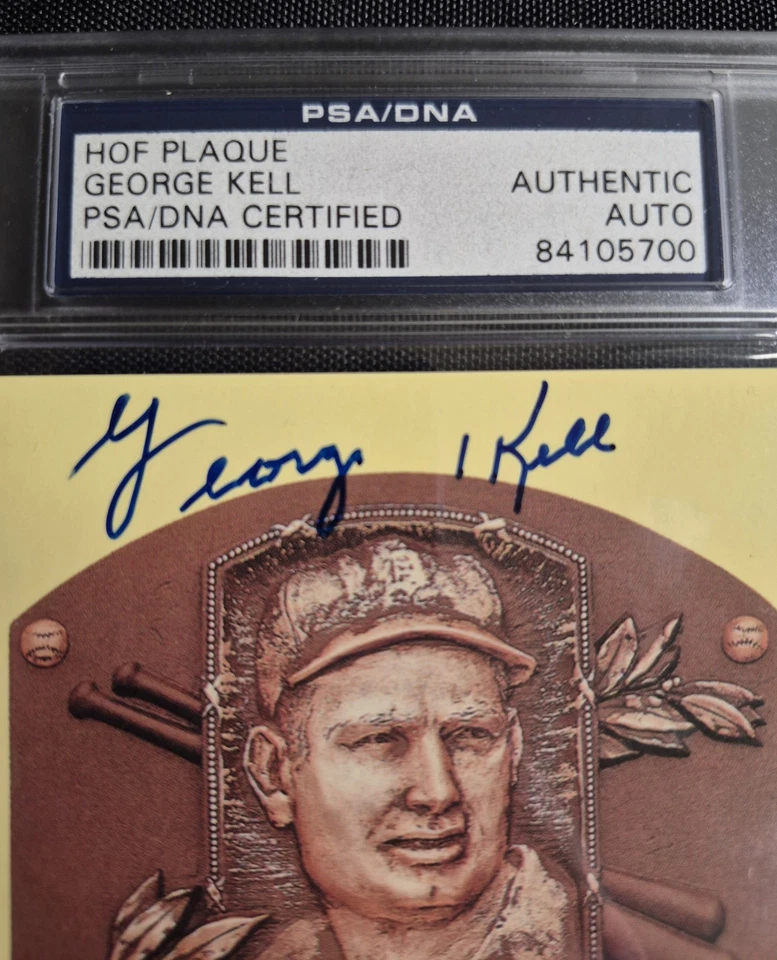 PSA/DNA
HOF PLAQUE
GEORGE KELL AUTHENTIC
PSA/DNA CERTIFIED AUTO
84105700
George Kell
D